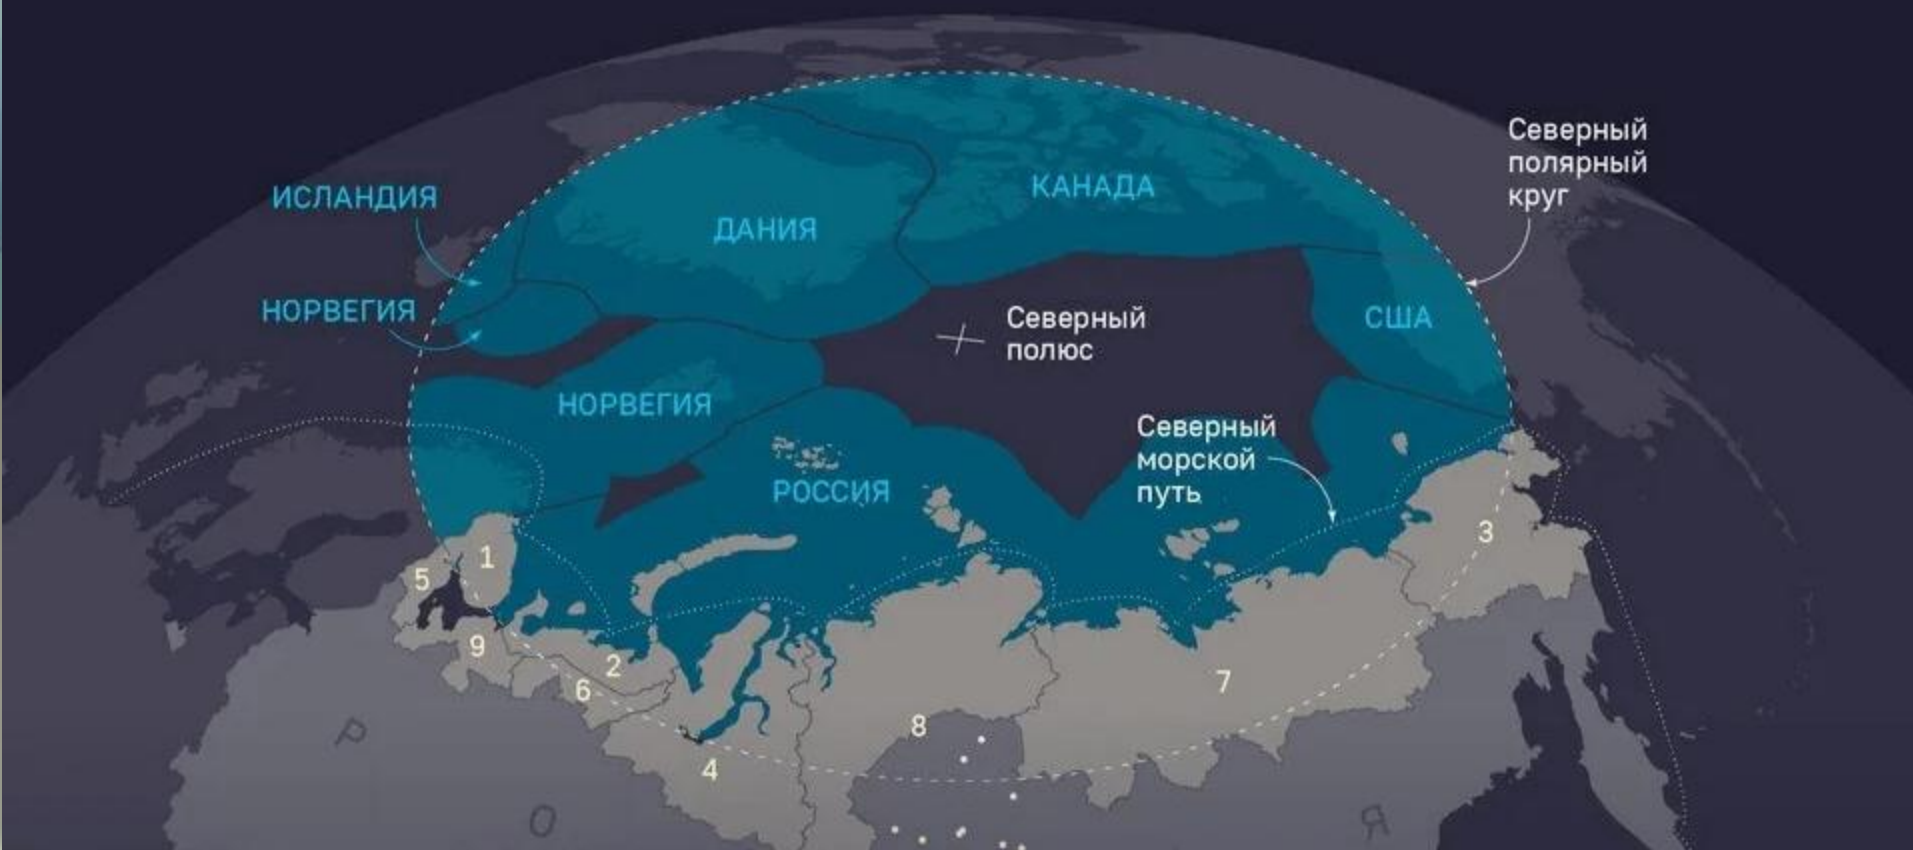 Северный
полярный
круг
ИСЛАНДИЯ
КАНАДА
ДАНИЯ
НОРВЕГИЯ
Северный
полюс
США
НОРВЕГИЯ
Северный
морской
путь
РОССИЯ
1
3
5
9
2
6
7
8
4
Р
О
Я